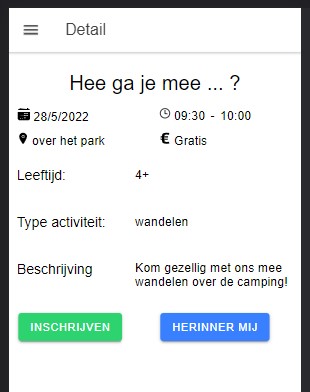 Detail
Hee ga je mee ... ?
28/5/2022 09:30 - 10:00
over het park € Gratis
Leeftijd: 4+
Type activiteit: wandelen
Beschrijving Kom gezellig met ons mee
wandelen over de camping!
INSCHRIJVEN HERINNER MIJ